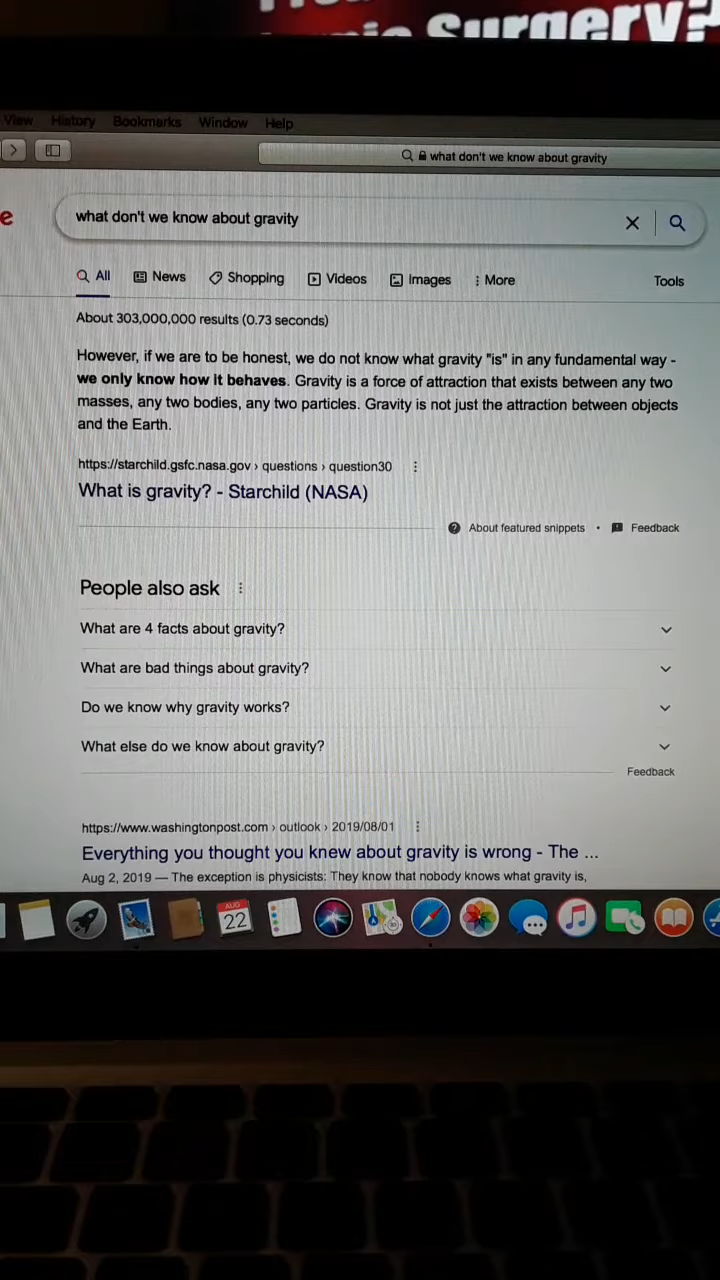 Surgery?
View History Bookmarks Window Help
what don't we know about gravity
e
what don't we know about gravity
All News Shopping Videos Images More Tools
About 303,000,000 results (0.73 seconds)
However, if we are to be honest, we do not know what gravity "is" in any fundamental way -
we only know how it behaves. Gravity is a force of attraction that exists between any two
masses, any two bodies, any two particles. Gravity is not just the attraction between objects
and the Earth.
https://starchild.gsfc.nasa.gov › questions › question30
What is gravity? - Starchild (NASA)
About featured snippets • Feedback
People also ask
What are 4 facts about gravity?
What are bad things about gravity?
Do we know why gravity works?
What else do we know about gravity?
Feedback
https://www.washingtonpost.com › outlook › 2019/08/01
Everything you thought you knew about gravity is wrong - The ...
Aug 2, 2019 — The exception is physicists: They know that nobody knows what gravity is,
AUG
22